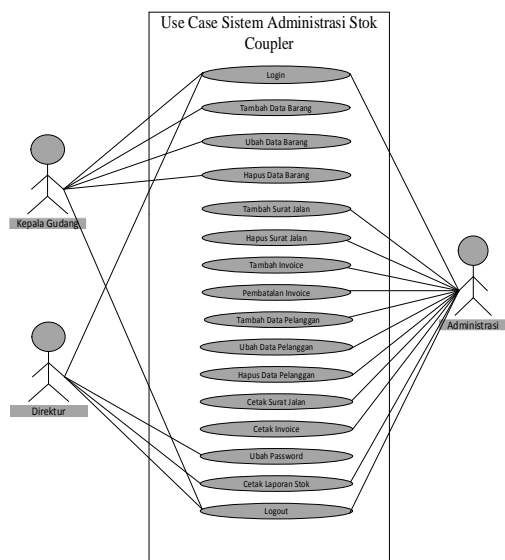 Use Case Sistem Administrasi Stok
Coupler
Login
Tambah Data Barang
Ubah Data Barang
Hapus Data Barang
Kepala Gudang
Tambah Surat Jalan
Hapus Surat Jalan
Tambah Invoice
Pembatalan Invoice
Tambah Data Pelanggan
Administrasi
Ubah Data Pelanggan
Hapus Data Pelanggan
Direktur
Cetak Surat Jalan
Cetak Invoice
Ubah Password
Cetak Laporan Stok
Logout